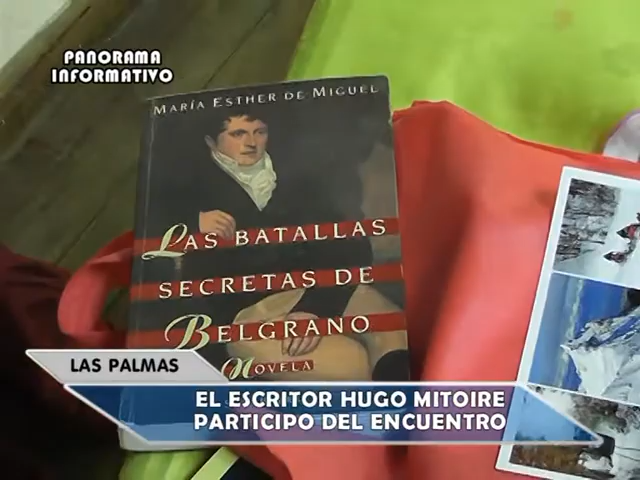 PANORAMA
INFORMATIVO
MARÍA ESTHER DE MIGUEL
LAS BATALLAS
SECRETAS DE
BELGRANO
NOVELA
LAS PALMAS
EL ESCRITOR HUGO MITOIRE
PARTICIPO DEL ENCUENTRO